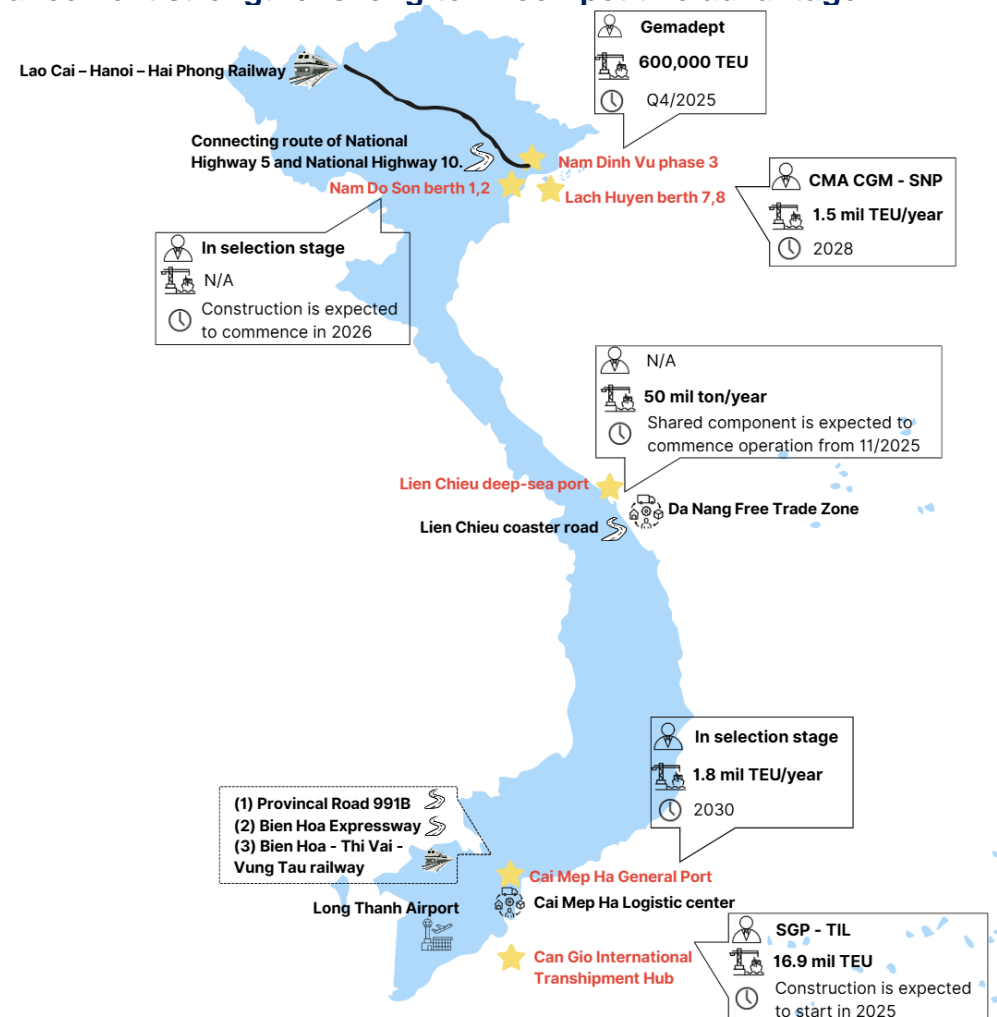 Gemadept
600,000 TEU
Q4/2025
Lao Cai – Hanoi – Hai Phong Railway
Connecting route of National
Highway 5 and National Highway 10.
Nam Dinh Vu phase 3
Nam Do Son berth 1,2
Lach Huyen berth 7,8
CMA CGM - SNP
1.5 mil TEU/year
2028
In selection stage
N/A
Construction is expected
to commence in 2026
N/A
50 mil ton/year
Shared component is expected to
commence operation from 11/2025
Lien Chieu deep-sea port
Da Nang Free Trade Zone
Lien Chieu coaster road
In selection stage
1.8 mil TEU/year
2030
(1) Provincal Road 991B
(2) Bien Hoa Expressway
(3) Bien Hoa - Thi Vai -
Vung Tau railway
Cai Mep Ha General Port
Cai Mep Ha Logistic center
Long Thanh Airport
Can Gio International
Transhipment Hub
SGP - TIL
16.9 mil TEU
Construction is expected
to start in 2025